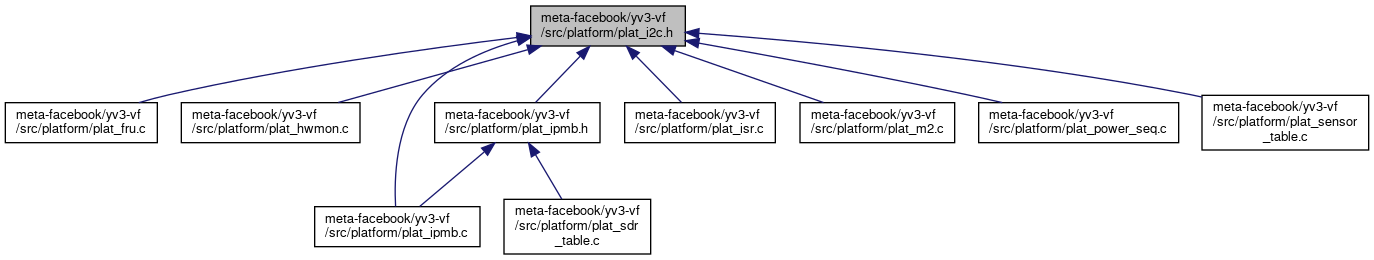 meta-facebook/yv3-vf
/src/platform/plat_i2c.h
meta-facebook/yv3-vf
/src/platform/plat_fru.c
meta-facebook/yv3-vf
/src/platform/plat_hwmon.c
meta-facebook/yv3-vf
/src/platform/plat_ipmb.h
meta-facebook/yv3-vf
/src/platform/plat_isr.c
meta-facebook/yv3-vf
/src/platform/plat_m2.c
meta-facebook/yv3-vf
/src/platform/plat_power_seq.c
meta-facebook/yv3-vf
/src/platform/plat_sensor
_table.c
meta-facebook/yv3-vf
/src/platform/plat_ipmb.c
meta-facebook/yv3-vf
/src/platform/plat_sdr
_table.c